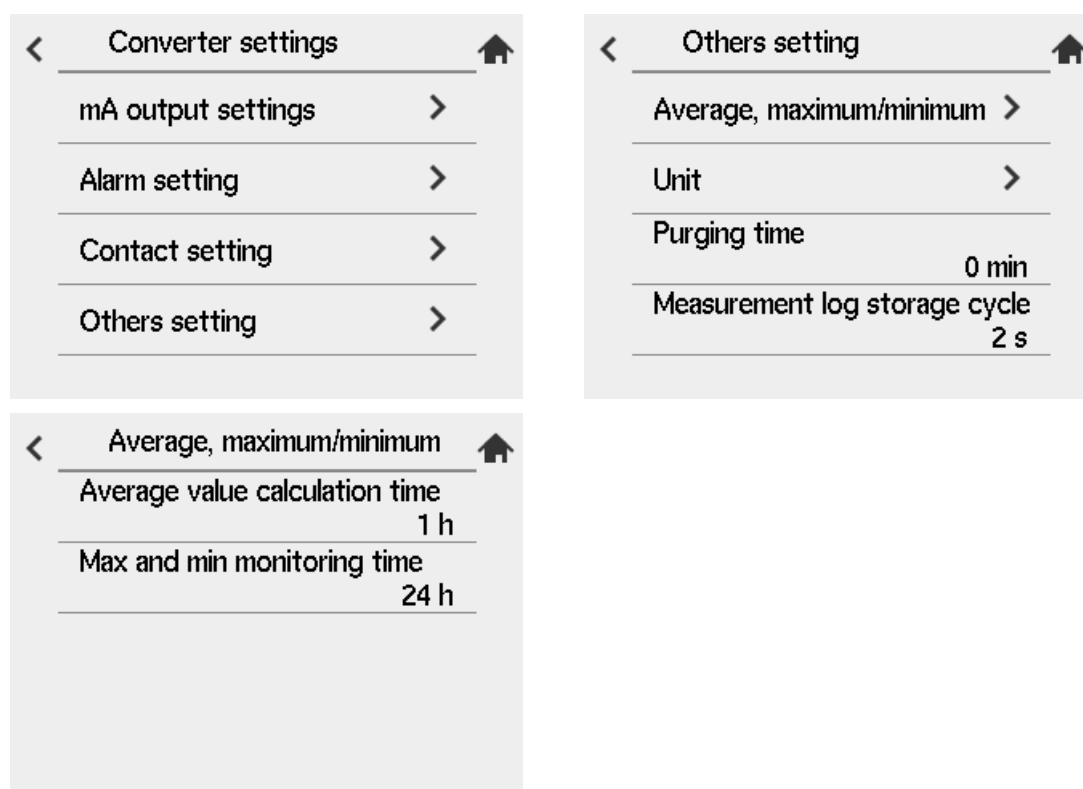 Converter settings
mA output settings
Alarm setting
Contact setting
Others setting
Others setting
Average, maximum/minimum
Unit
Purging time
0 min
Measurement log storage cycle
2 s
Average, maximum/minimum
Average value calculation time
1 h
Max and min monitoring time
24 h